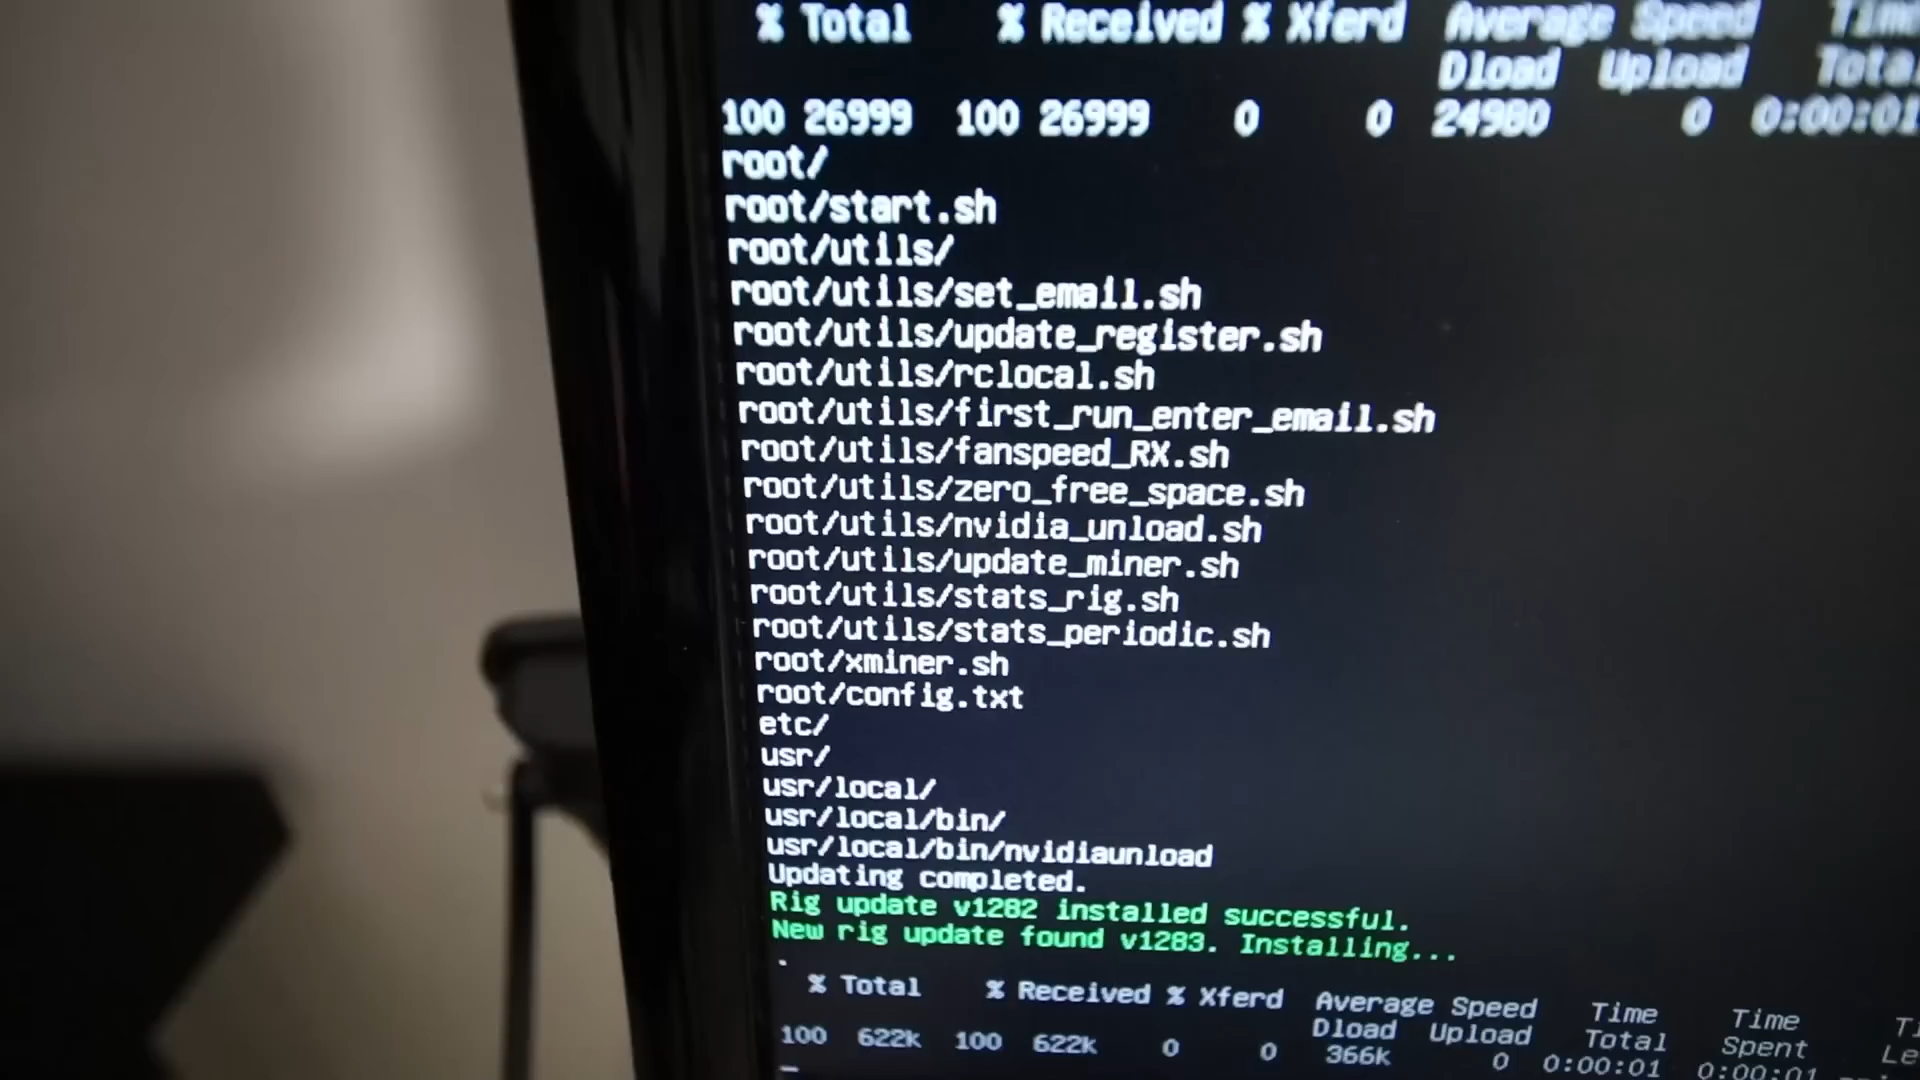 % Total % Received % Xferd Average Speed Time
Dload Upload Total
100 26999 100 26999 0 0 24980 0 0:00:01
root/
root/start.sh
root/utils/
root/utils/set_email.sh
root/utils/update_register.sh
root/utils/rclocal.sh
root/utils/first_run_enter_email.sh
root/utils/fanspeed_RX.sh
root/utils/zero_free_space.sh
root/utils/nvidia_unload.sh
root/utils/update_miner.sh
root/utils/stats_rig.sh
root/utils/stats_periodic.sh
root/xminer.sh
root/config.txt
etc/
usr/
usr/local/
usr/local/bin/
usr/local/bin/nvidiaunload
Updating completed.
Rig update v1282 installed successful.
New rig update found v1283. Installing...
.
% Total % Received % Xferd Average Speed Time Time
Dload Upload Total Spent
100 622k 100 622k 0 0 366k 0 0:00:01 0:00:01